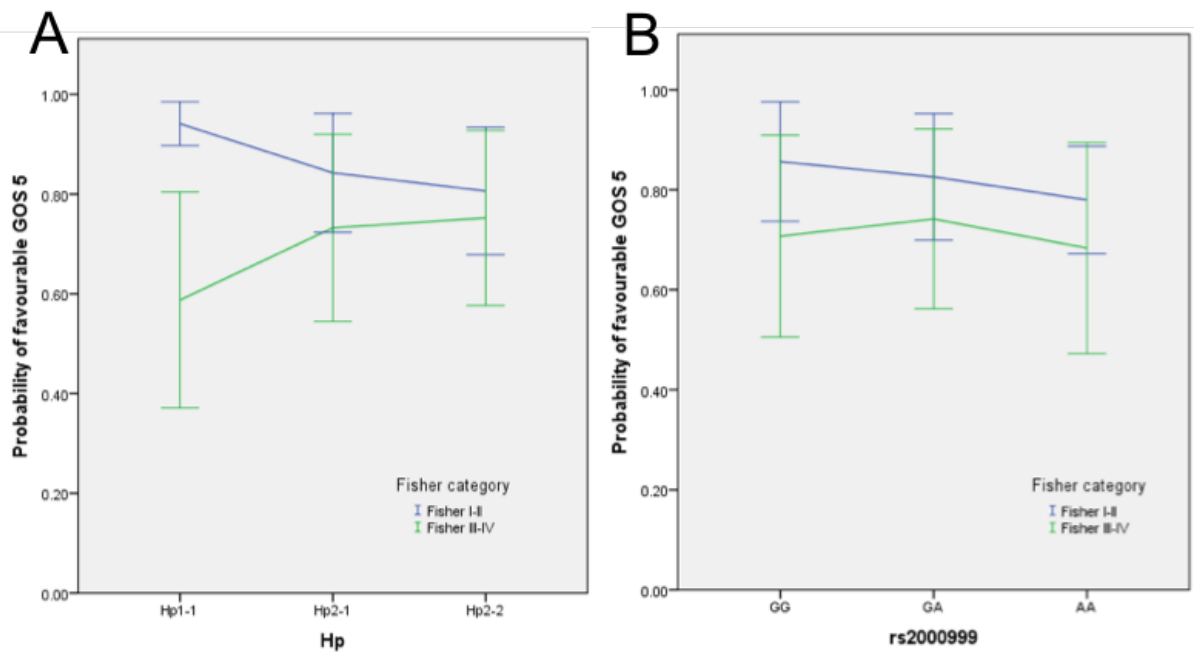 A
Probability of favourable GOS 5
1.00
0.80
0.60
0.40
0.20
0.00
Fisher category
Fisher I-II
Fisher III-IV
Hp1-1 Hp2-1 Hp2-2
Hp
B
Probability of favourable GOS 5
1.00
0.80
0.60
0.40
0.20
0.00
Fisher category
Fisher I-II
Fisher III-IV
GG GA AA
rs2000999